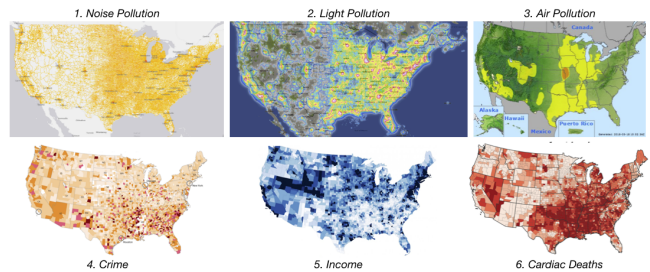 1. Noise Pollution
2. Light Pollution
3. Air Pollution
Canada
Alaska
Hawaii
Puerto Rico
Mexico
4. Crime
5. Income
6. Cardiac Deaths